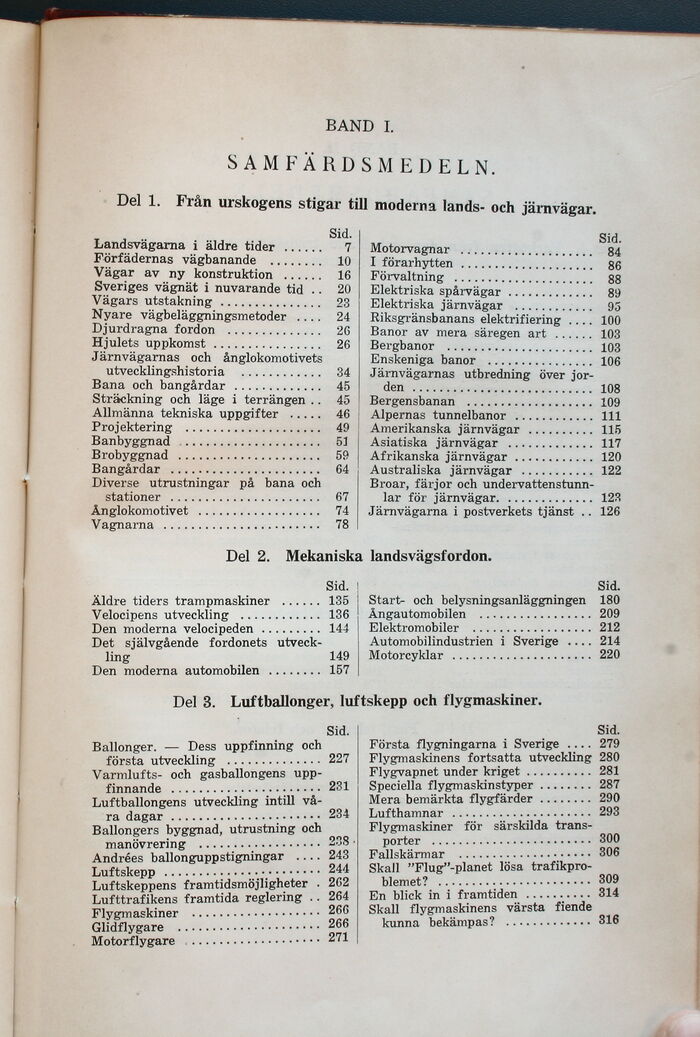 BAND I.
SAMFÄRDSMEDELN.
Del 1. Från urskogens stigar till moderna lands- och järnvägar.
Sid.
Landsvägarna i äldre tider ...... 7
Förfädernas vägbanande ........ 10
Vägar av ny konstruktion ...... 16
Sveriges vägnät i nuvarande tid .. 20
Vägars utstakning .............. 23
Nyare vägbeläggningsmetoder .... 24
Djurdragna fordon ............. 26
Hjulets uppkomst ............... 26
Järnvägarnas och ånglokomotivets
utvecklingshistoria ............ 34
Bana och bangårdar ............ 45
Sträckning och läge i terrängen .. 45
Allmänna tekniska uppgifter ..... 46
Projektering ................... 49
Banbyggnad ................... 51
Brobyggnad .................... 59
Bangårdar ..................... 64
Diverse utrustningar på bana och
stationer ..................... 67
Ånglokomotivet ................. 74
Vagnarna ...................... 78
Sid.
Motorvagnar .................... 84
I förarhytten .................... 86
Förvaltning ..................... 88
Elektriska spårvägar ............. 89
Elektriska järnvägar ............. 95
Riksgränsbanans elektrifiering .... 100
Banor av mera säregen art ...... 103
Bergbanor ...................... 103
Enskeniga banor ................ 106
Järnvägarnas utbredning över jor-
den .......................... 108
Bergensbanan ................... 109
Alpernas tunnelbanor ............ 111
Amerikanska järnvägar .......... 115
Asiatiska järnvägar ............. 117
Afrikanska järnvägar ............ 120
Australiska järnvägar ........... 122
Broar, färjor och undervattenstunn-
lar för järnvägar. ............. 123
Järnvägarna i postverkets tjänst .. 126
Del 2. Mekaniska landsvägsfordon.
Sid.
Äldre tiders trampmaskiner ...... 135
Velocipens utveckling ............ 136
Den moderna velocipeden ......... 144
Det självgående fordonets utveck-
ling 149
Den moderna automobilen ........ 157
Sid.
Start- och belysningsanläggningen 180
Ångautomobilen ................. 209
Elektromobiler .................. 212
Automobilindustrien i Sverige .... 214
Motorcyklar ..................... 220
Del 3. Luftballonger, luftskepp och flygmaskiner.
Sid.
Ballonger. — Dess uppfinning och
första utveckling .............. 227
Varmlufts- och gasballongens upp-
finnande ...................... 231
Luftballongens utveckling intill vå-
ra dagar ...................... 234
Ballongers byggnad, utrustning och
manövrering .................. 238
Andrées ballonguppstigningar .... 243
Luftskepp ....................... 244
Luftskeppens framtidsmöjligheter . 262
Lufttrafikens framtida reglering .. 264
Flygmaskiner ................... 266
Glidflygare ..................... 266
Motorflygare .................... 271
Sid.
Första flygningarna i Sverige .... 279
Flygmaskinens fortsatta utveckling 280
Flygvapnet under kriget .......... 281
Speciella flygmaskinstyper ........ 287
Mera bemärkta flygfärder ........ 290
Lufthamnar ..................... 293
Flygmaskiner för särskilda trans-
porter ........................ 300
Fallskärmar ..................... 306
Skall "Flug"-planet lösa trafikpro-
blemet? ....................... 309
En blick in i framtiden .......... 314
Skall flygmaskinens värsta fiende
kunna bekämpas? ............. 316